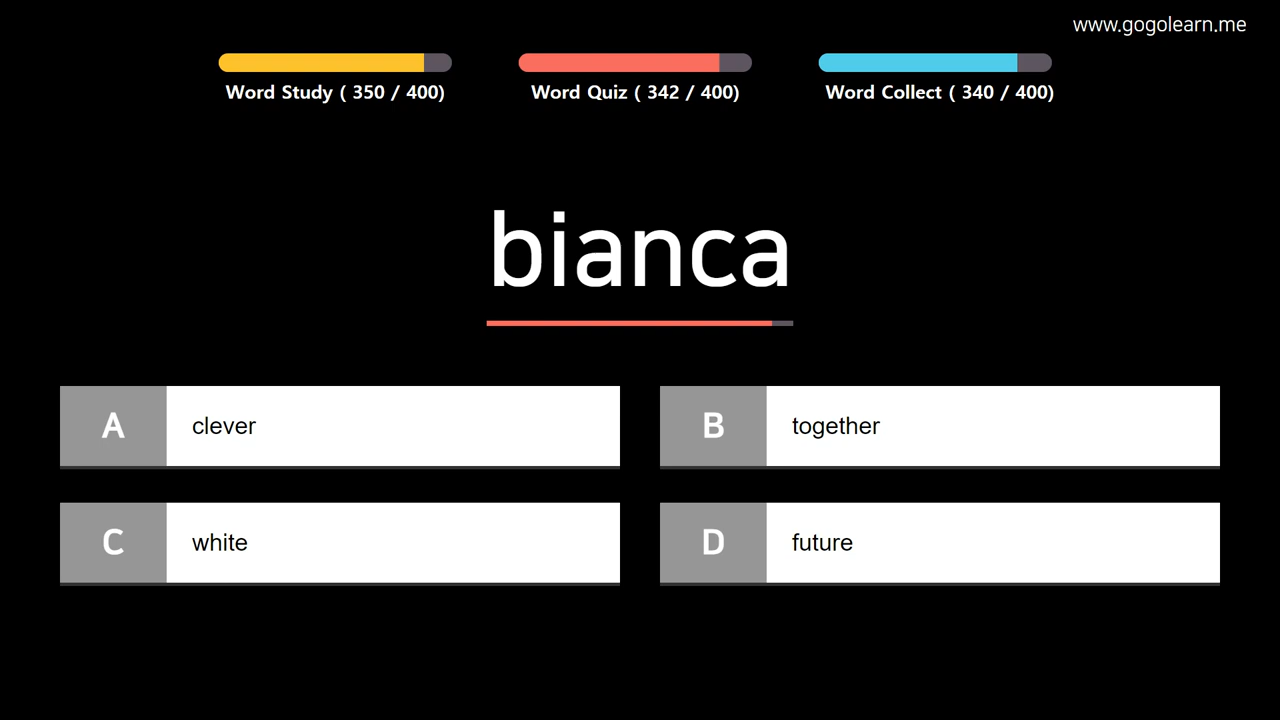 www.gogolearn.me
Word Study ( 350 / 400)
Word Quiz ( 342 / 400)
Word Collect ( 340 / 400)
bianca
A clever
B together
C white
D future